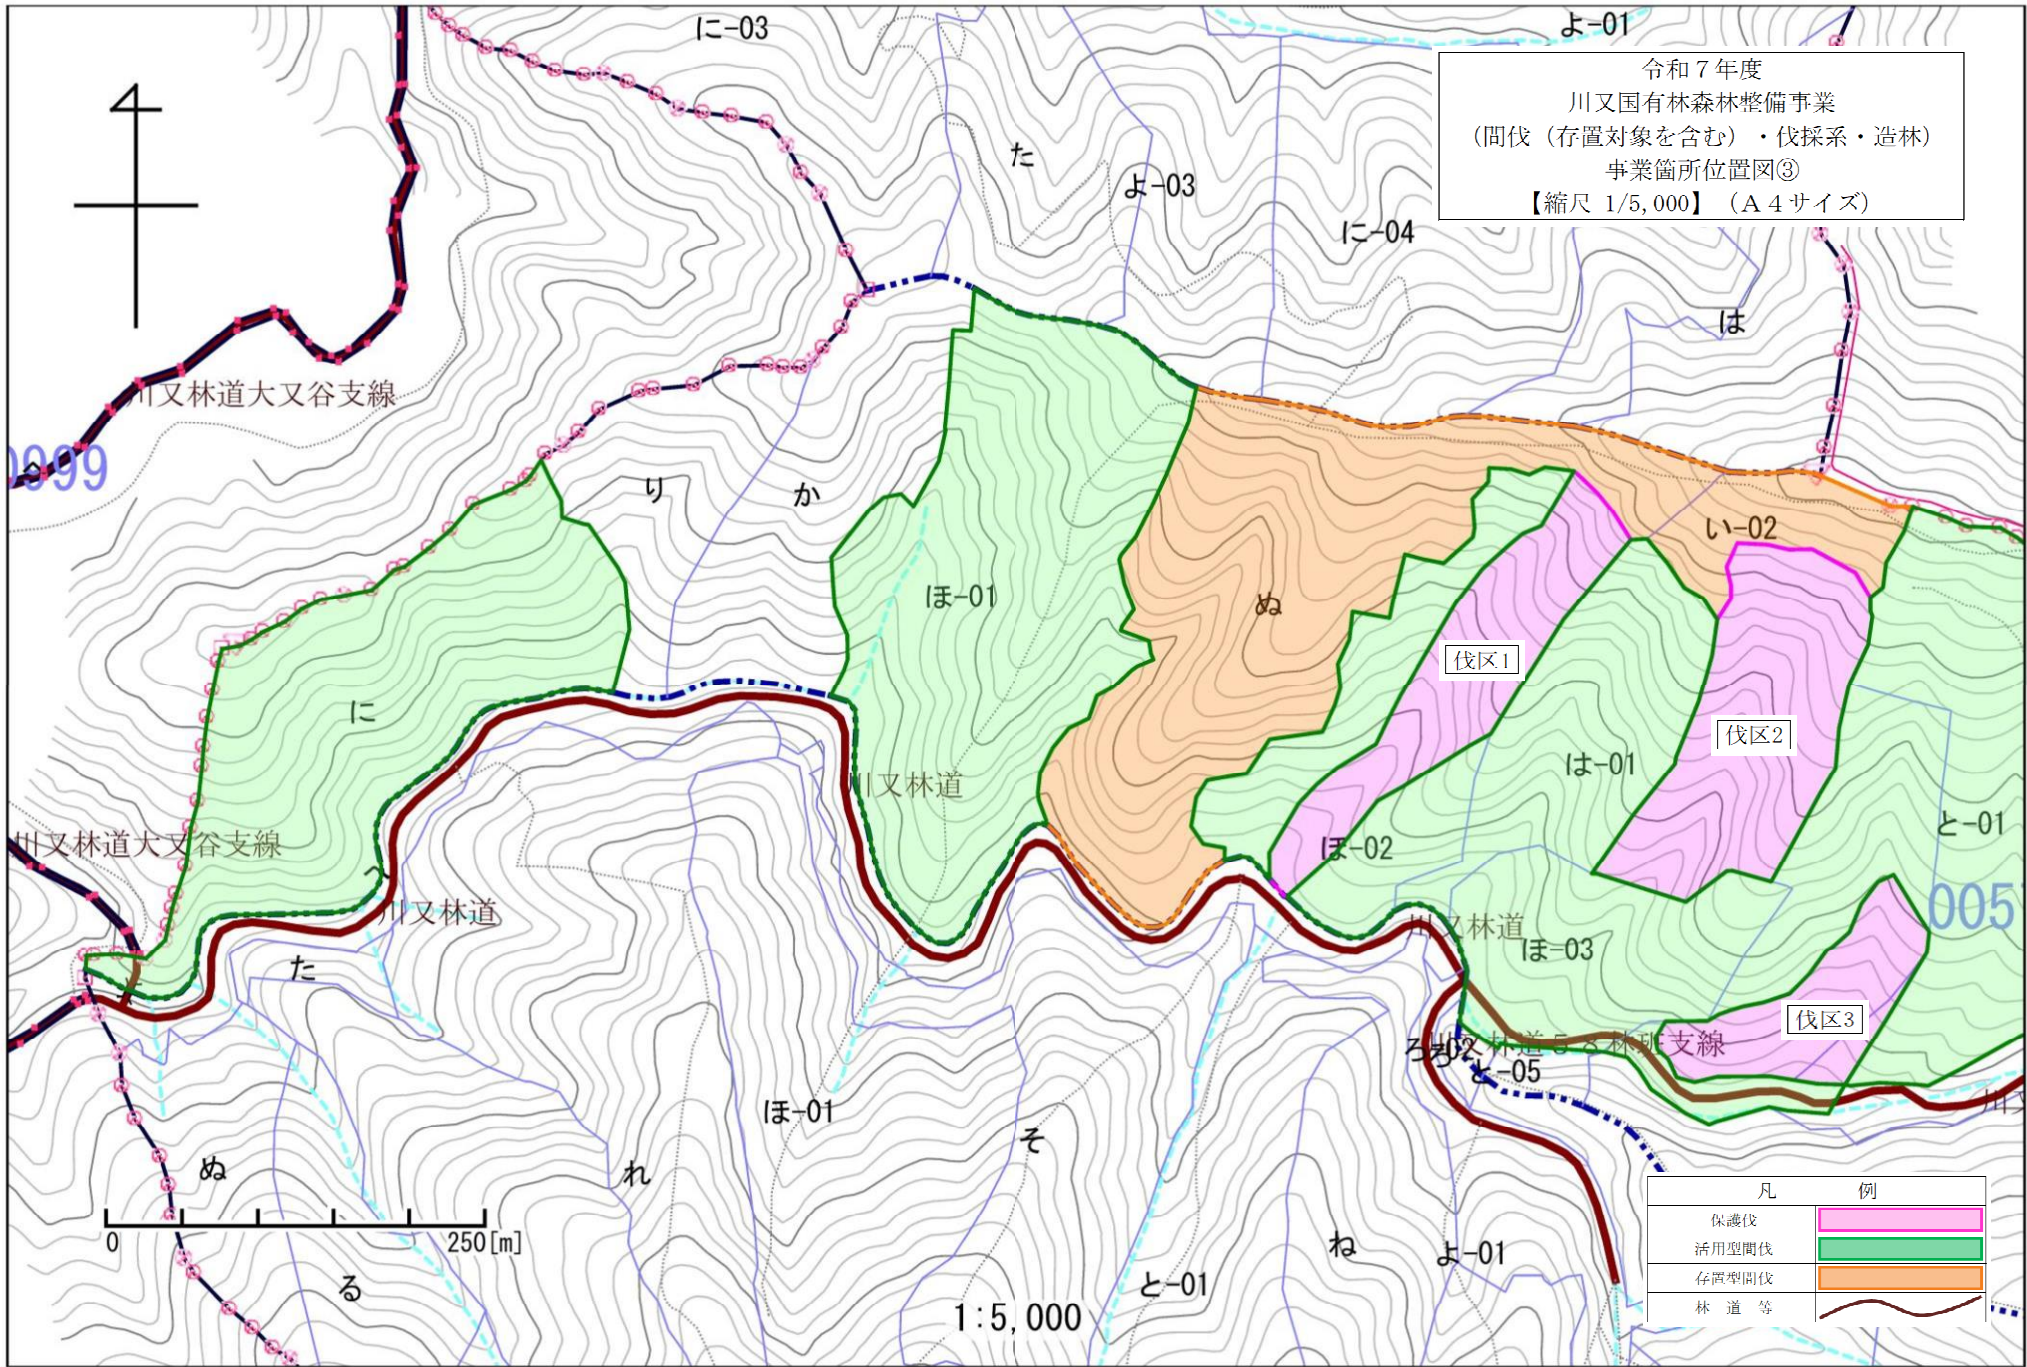 に-03
よ-01
令和７年度
川又国有林森林整備事業
（間伐（存置対象を含む）・伐採系・造林）
事業箇所位置図③
【縮尺 1/5,000】（Ａ４サイズ）
た
よ-03
に-04
は
川又林道大又谷支線
0099
り
か
い-02
ほ-01
ぬ
伐区1
に
伐区2
は-01
川又林道
と-01
川又林道大又谷支線
ほ-02
へ
川又林道
川又林道
005
ほ-03
た
伐区3
川又林道５８林班支線
と-05
ほ-01
そ
ぬ
れ
0
250[m]
る
ね
よ-01
と-01
1:5,000
凡 例
保護伐
活用型間伐
存置型間伐
林 道 等